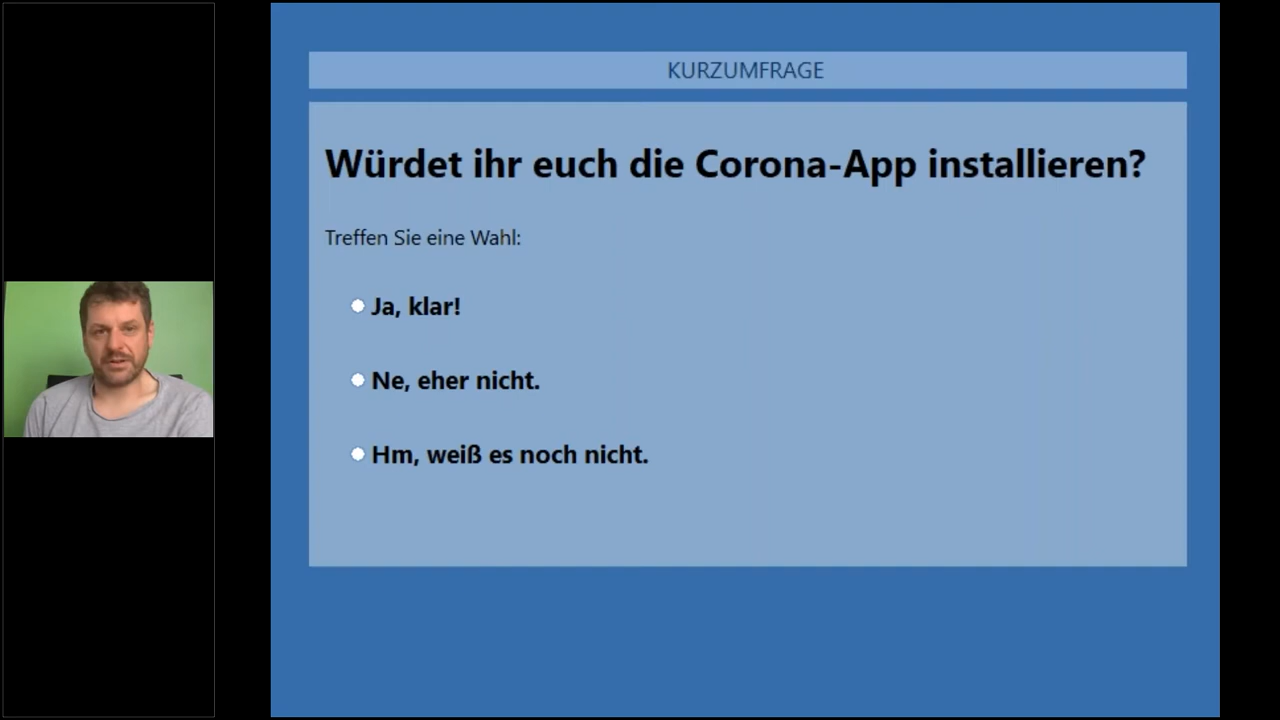 KURZUMFRAGE
Würdet ihr euch die Corona-App installieren?
Treffen Sie eine Wahl:
Ja, klar!
Ne, eher nicht.
Hm, weiß es noch nicht.